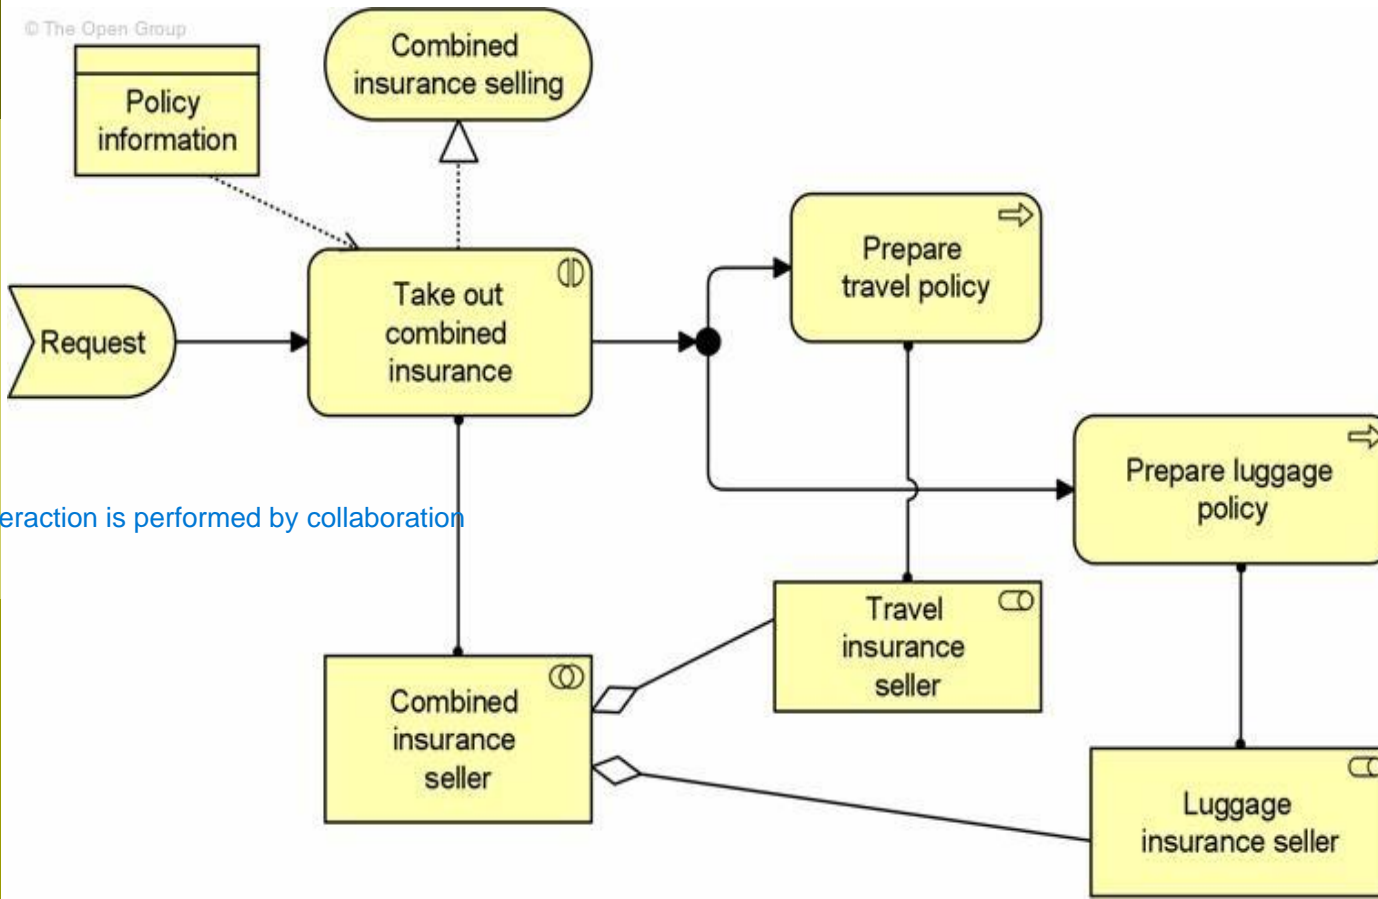 © The Open Group
Combined
insurance selling
Policy
information
Prepare
travel policy
Take out
combined
insurance
Request
Prepare luggage
policy
eraction is performed by collaboration
Travel
insurance
seller
Combined
insurance
seller
Luggage
insurance seller